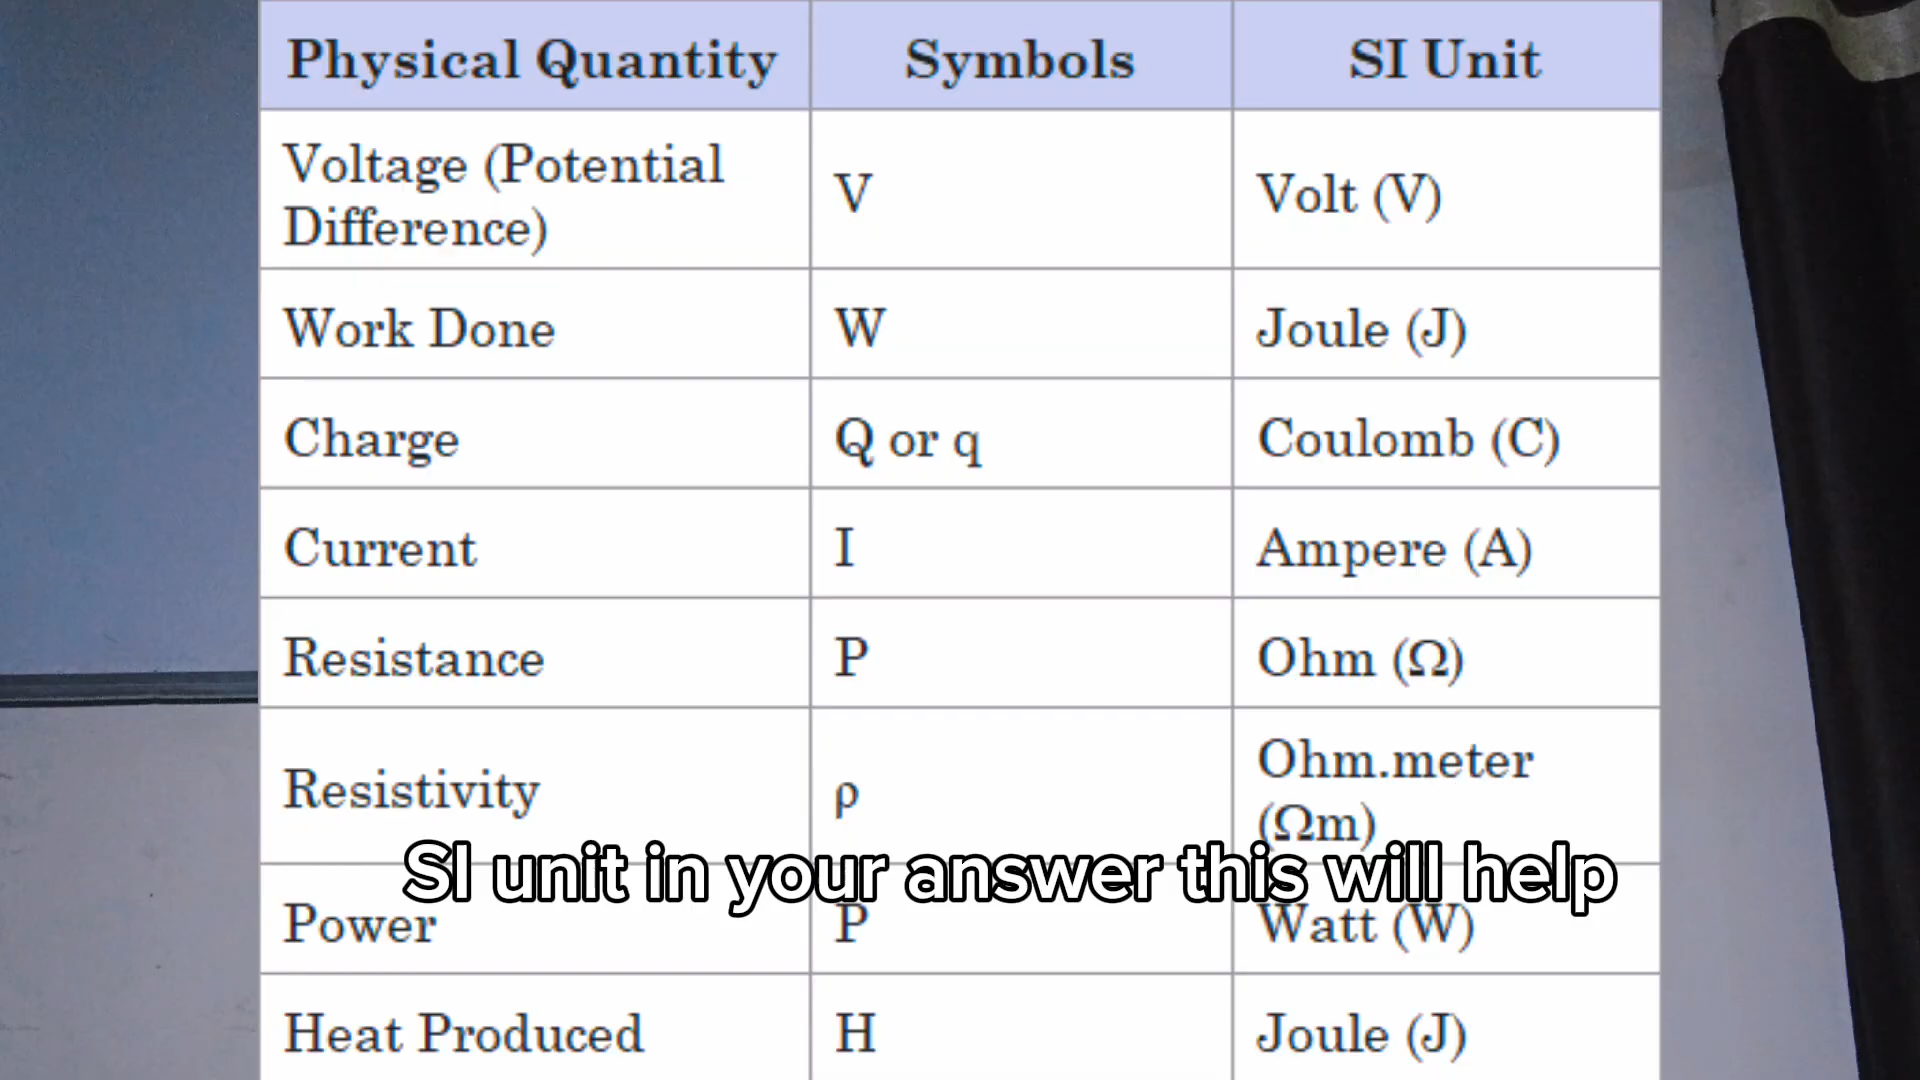 Physical Quantity Symbols SI Unit
Voltage (Potential
Difference) V Volt (V)
Work Done W Joule (J)
Charge Q or q Coulomb (C)
Current I Ampere (A)
Resistance P Ohm (Ω)
Resistivity ρ Ohm.meter
(Ωm)
SI unit in your answer this will help
Power P Watt (W)
Heat Produced H Joule (J)